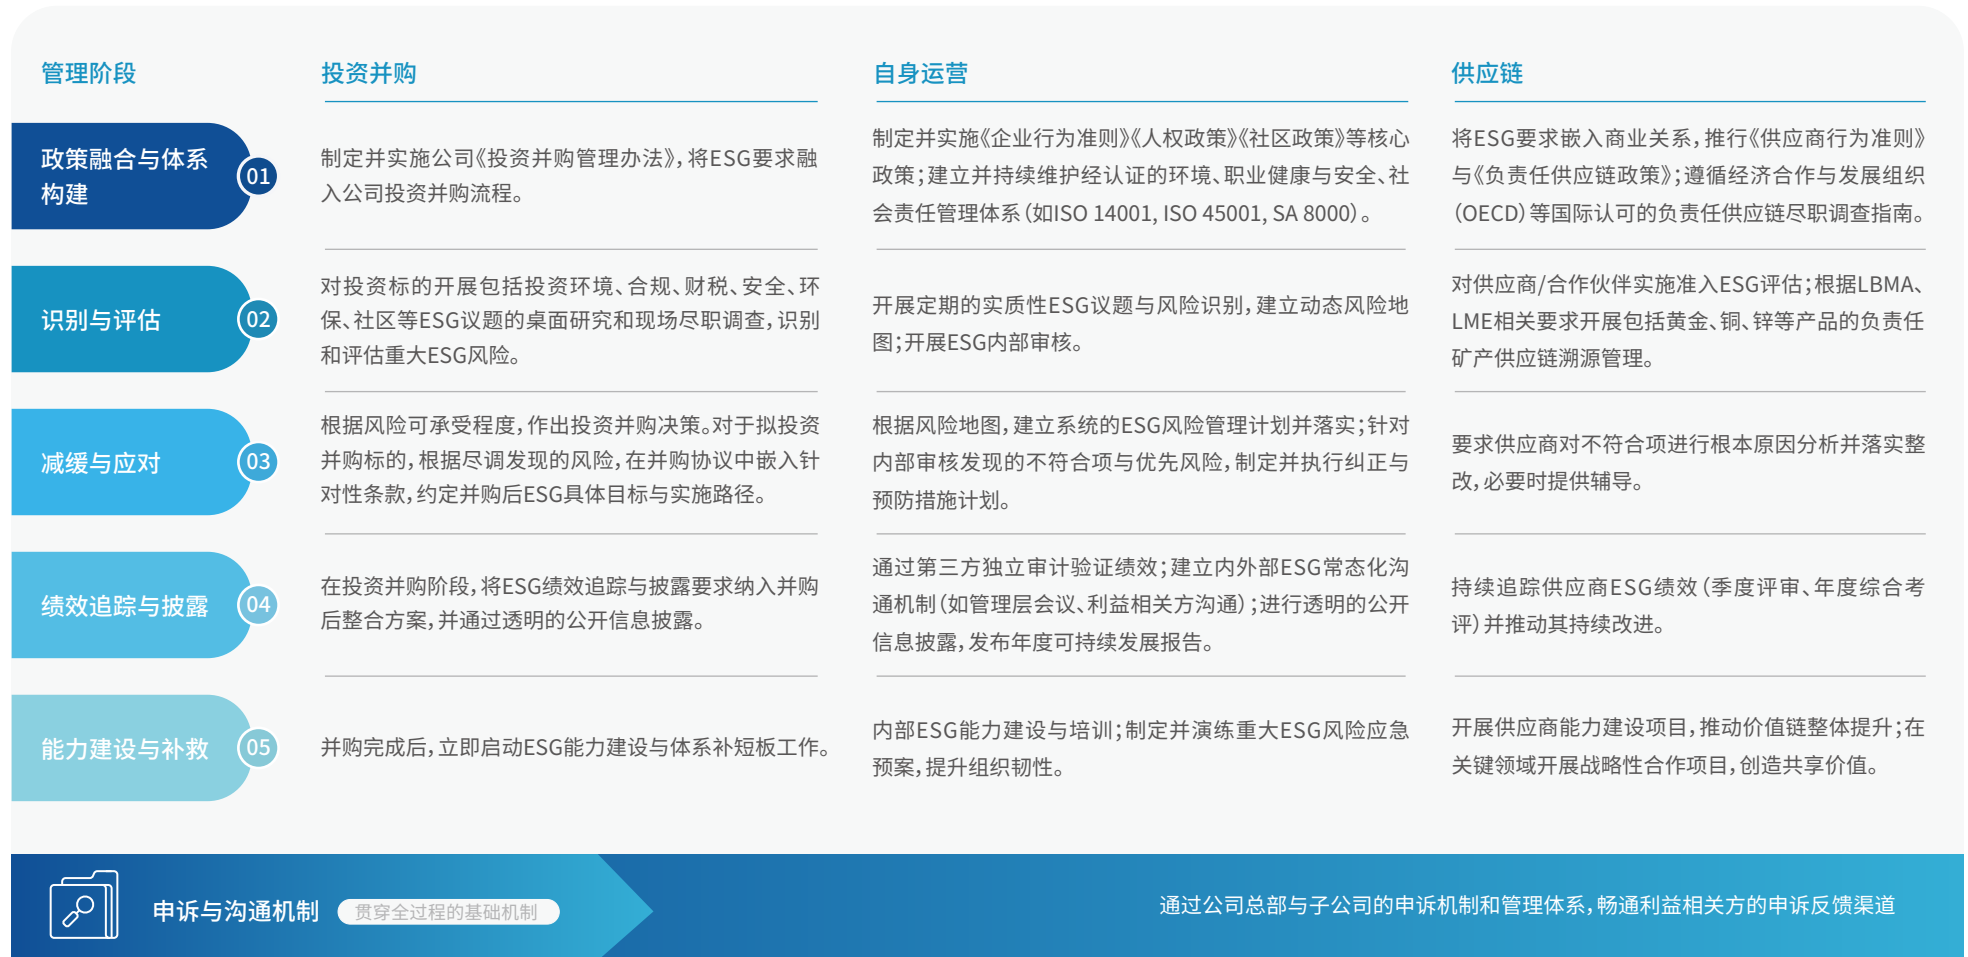 管理阶段
投资并购
自身运营
供应链
政策融合与体系
构建
01
制定并实施公司《投资并购管理办法》，将ESG要求融
入公司投资并购流程。
制定并实施《企业行为准则》《人权政策》《社区政策》等核心
政策；建立并持续维护经认证的环境、职业健康与安全、社
会责任管理体系（如ISO 14001, ISO 45001, SA 8000）。
将ESG要求嵌入商业关系，推行《供应商行为准则》
与《负责任供应链政策》；遵循经济合作与发展组织
（OECD）等国际认可的负责任供应链尽职调查指南。
识别与评估
02
对投资标的开展包括投资环境、合规、财税、安全、环
保、社区等ESG议题的桌面研究和现场尽职调查，识别
和评估重大ESG风险。
开展定期的实质性ESG议题与风险识别，建立动态风险地
图；开展ESG内部审核。
对供应商/合作伙伴实施准入ESG评估；根据LBMA、
LME相关要求开展包括黄金、铜、锌等产品的负责任
矿产供应链溯源管理。
减缓与应对
03
根据风险可承受程度，作出投资并购决策。对于拟投资
并购标的，根据尽调发现的风险，在并购协议中嵌入针
对性条款，约定并购后ESG具体目标与实施路径。
根据风险地图，建立系统的ESG风险管理计划并落实；针对
内部审核发现的不符合项与优先风险，制定并执行纠正与
预防措施计划。
要求供应商对不符合项进行根本原因分析并落实整
改，必要时提供辅导。
绩效追踪与披露
04
在投资并购阶段，将ESG绩效追踪与披露要求纳入并购
后整合方案，并通过透明的公开信息披露。
通过第三方独立审计验证绩效；建立内外部ESG常态化沟
通机制（如管理层会议、利益相关方沟通）；进行透明的公开
信息披露，发布年度可持续发展报告。
持续追踪供应商ESG绩效（季度评审、年度综合考
评）并推动其持续改进。
能力建设与补救
05
并购完成后，立即启动ESG能力建设与体系补短板工作。
内部ESG能力建设与培训；制定并演练重大ESG风险应急
预案，提升组织韧性。
开展供应商能力建设项目，推动价值链整体提升；在
关键领域开展战略性合作项目，创造共享价值。
申诉与沟通机制
贯穿全过程的基础机制
通过公司总部与子公司的申诉机制和管理体系，畅通利益相关方的申诉反馈渠道